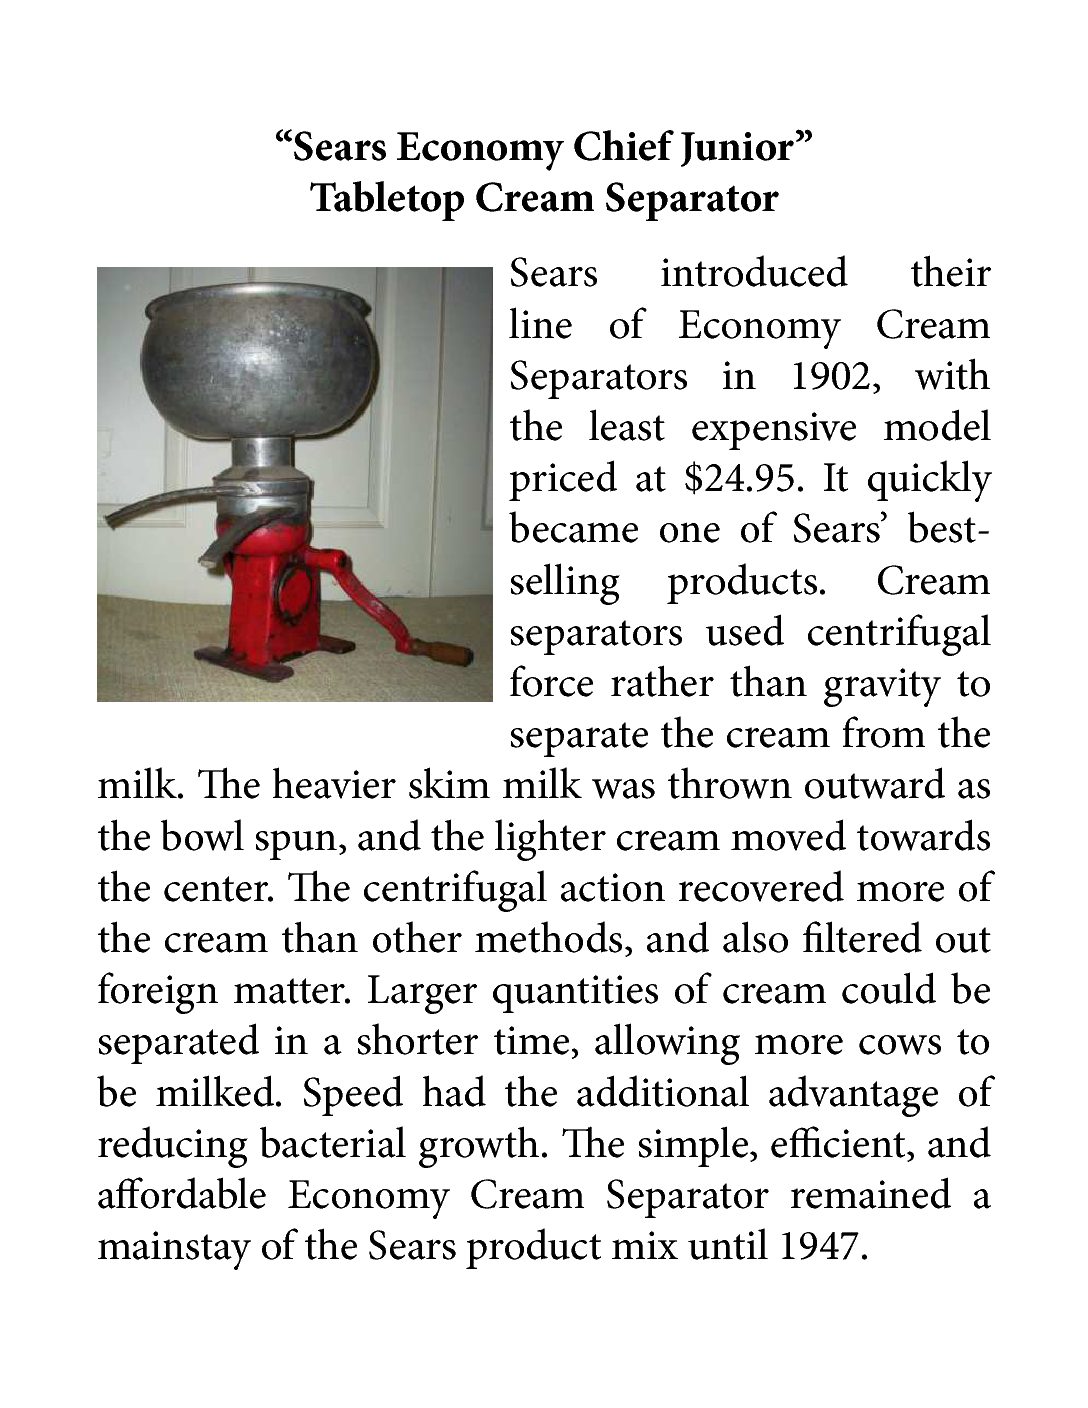 “Sears Economy Chief Junior”
Tabletop Cream Separator
Sears introduced their
line of Economy Cream
Separators in 1902, with
the least expensive model
priced at $24.95. It quickly
became one of Sears’ best-
selling products. Cream
separators used centrifugal
force rather than gravity to
separate the cream from the
milk. The heavier skim milk was thrown outward as
the bowl spun, and the lighter cream moved towards
the center. The centrifugal action recovered more of
the cream than other methods, and also filtered out
foreign matter. Larger quantities of cream could be
separated in a shorter time, allowing more cows to
be milked. Speed had the additional advantage of
reducing bacterial growth. The simple, efficient, and
affordable Economy Cream Separator remained a
mainstay of the Sears product mix until 1947.